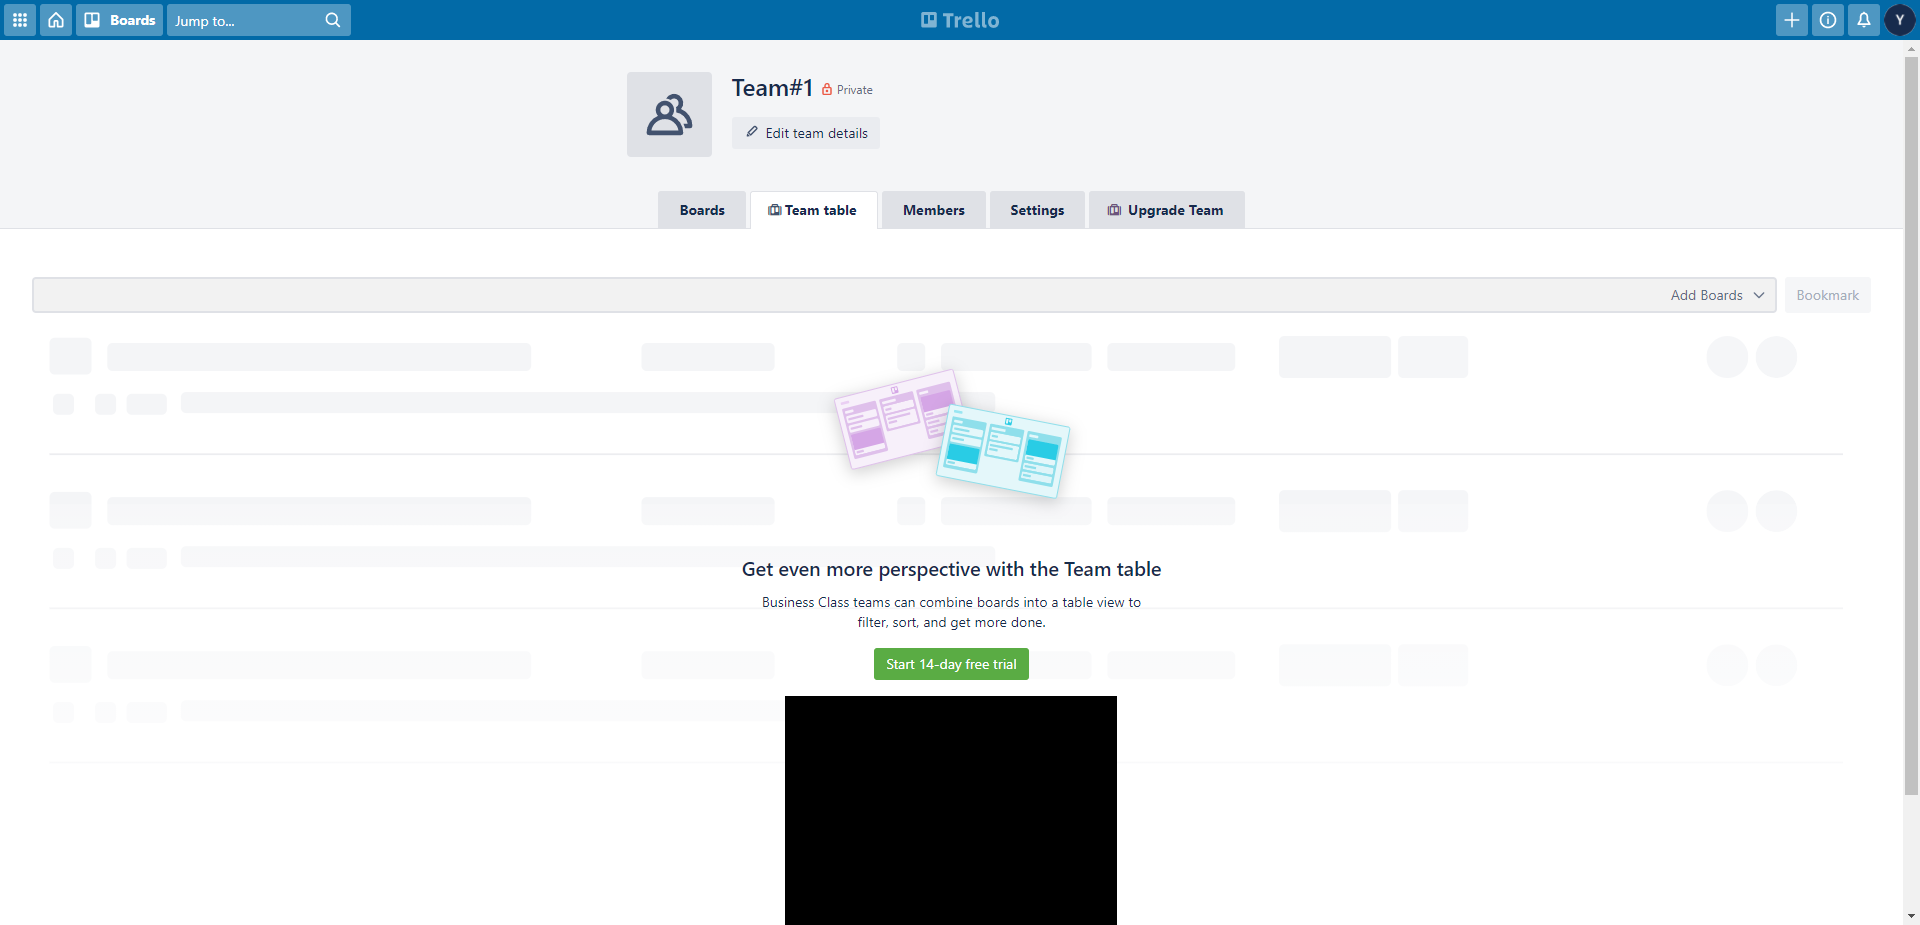 Boards
Jump to...
Trello
Y
Team#1
Private
Edit team details
Boards
Team table
Members
Settings
Upgrade Team
Add Boards
Bookmark
Get even more perspective with the Team table
Business Class teams can combine boards into a table view to
filter, sort, and get more done.
Start 14-day free trial